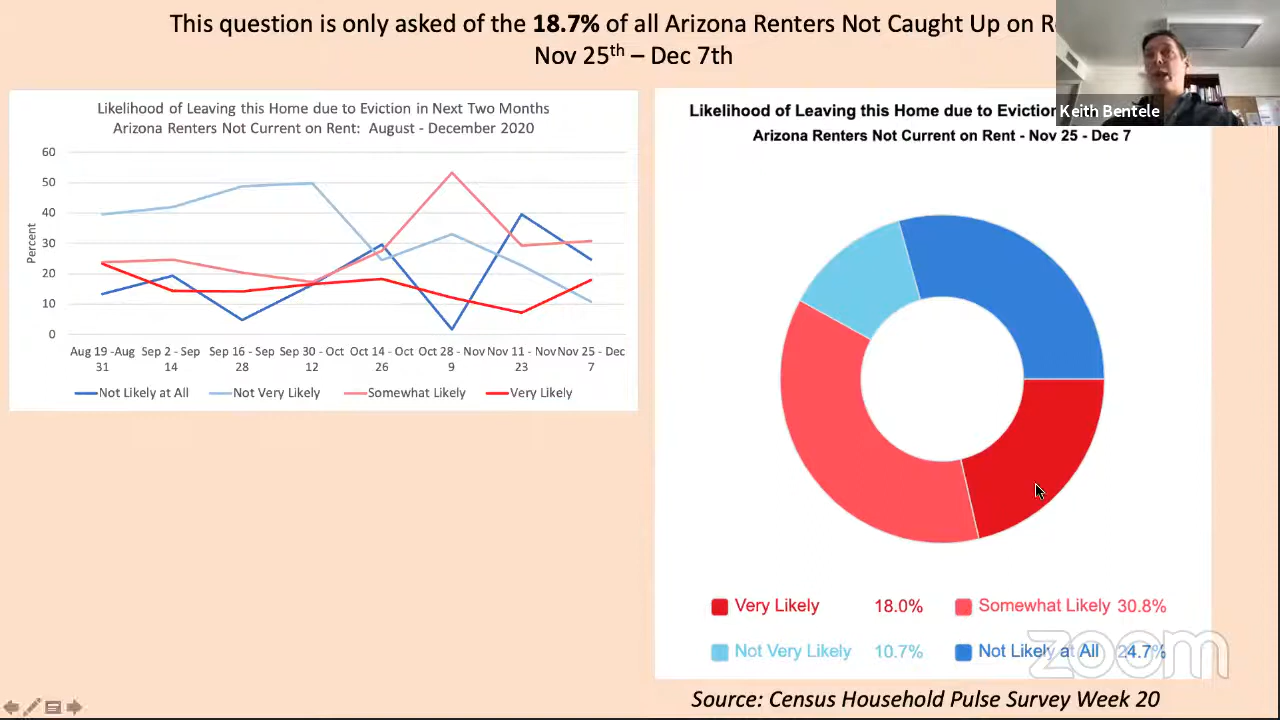 This question is only asked of the 18.7% of all Arizona Renters Not Caught Up on
Nov 25th – Dec 7th
Keith Bentele
Likelihood of Leaving this Home due to Eviction in Next Two Months
Arizona Renters Not Current on Rent: August - December 2020
60
50
40
30
20
10
0
Percent
Aug 19 -Aug 31
Sep 2 - Sep 14
Sep 16 - Sep 28
Sep 30 - Oct 12
Oct 14 - Oct 26
Oct 28 - Nov 9
Nov 11 - Nov 23
Nov 25 - Dec 7
Not Likely at All
Not Very Likely
Somewhat Likely
Very Likely
Likelihood of Leaving this Home due to Eviction
Arizona Renters Not Current on Rent - Nov 25 - Dec 7
Very Likely 18.0%
Somewhat Likely 30.8%
Not Very Likely 10.7%
Not Likely at All 24.7%
zoom
Source: Census Household Pulse Survey Week 20